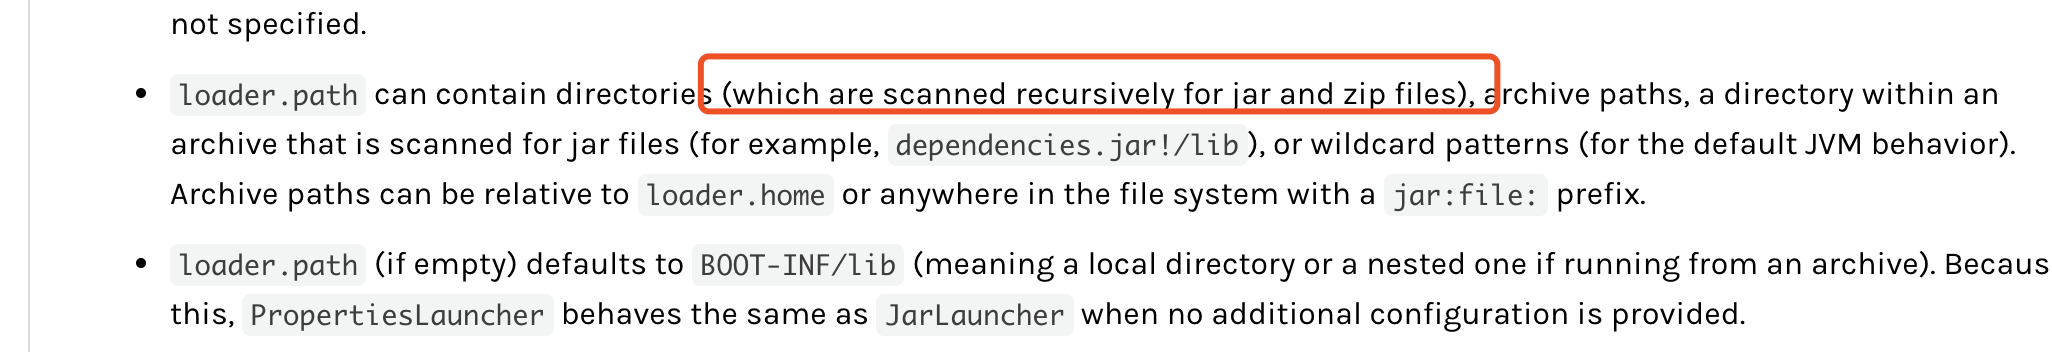 not specified.
• loader.path can contain directories (which are scanned recursively for jar and zip files), archive paths, a directory within an
archive that is scanned for jar files (for example, dependencies.jar!/lib), or wildcard patterns (for the default JVM behavior).
Archive paths can be relative to loader.home or anywhere in the file system with a jar:file: prefix.
• loader.path (if empty) defaults to BOOT-INF/lib (meaning a local directory or a nested one if running from an archive). Becaus
this, PropertiesLauncher behaves the same as JarLauncher when no additional configuration is provided.